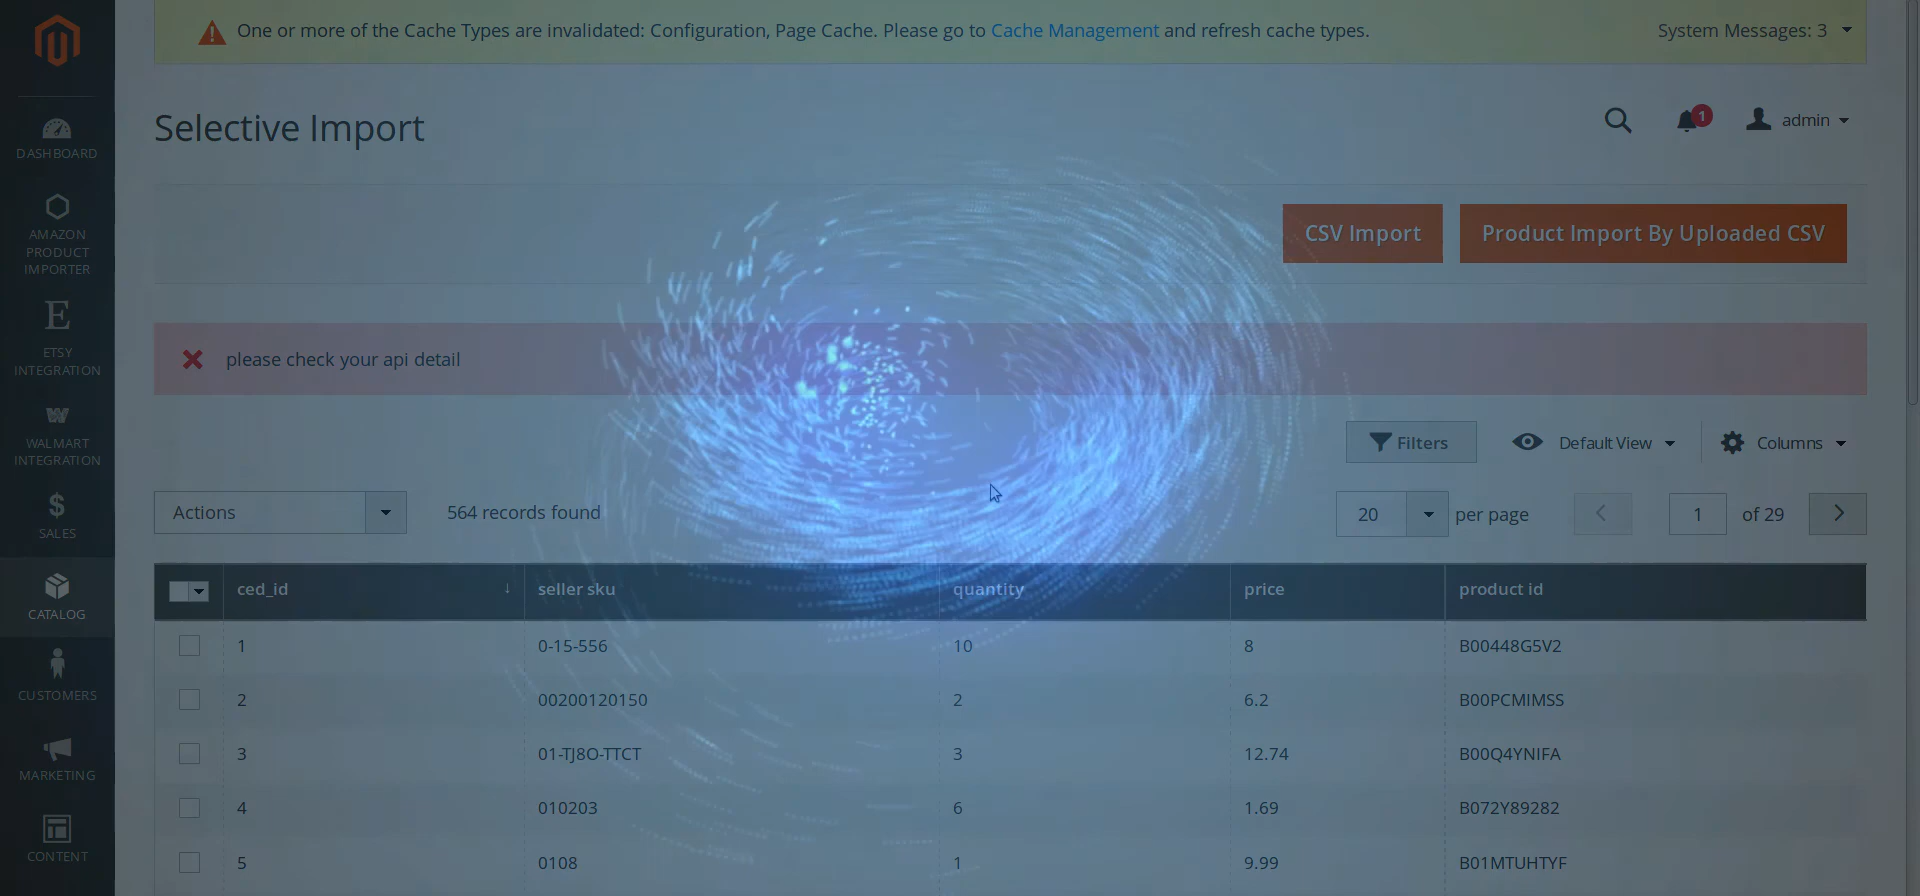 One or more of the Cache Types are invalidated: Configuration, Page Cache. Please go to Cache Management and refresh cache types.
System Messages: 3
Selective Import
1
admin
CSV Import
Product Import By Uploaded CSV
please check your api detail
Filters
Default View
Columns
Actions
564 records found
20
per page
1
of 29
ced_id
seller sku
quantity
price
product id
1 0-15-556 10 8 B00448G5V2
2 00200120150 2 6.2 B00PCMIMSS
3 01-TJ8O-TTCT 3 12.74 B00Q4YNIFA
4 010203 6 1.69 B072Y89282
5 0108 1 9.99 B01MTUHTYF
DASHBOARD
AMAZON
PRODUCT
IMPORTER
E
ETSY
INTEGRATION
W
WALMART
INTEGRATION
$
SALES
CATALOG
CUSTOMERS
MARKETING
CONTENT